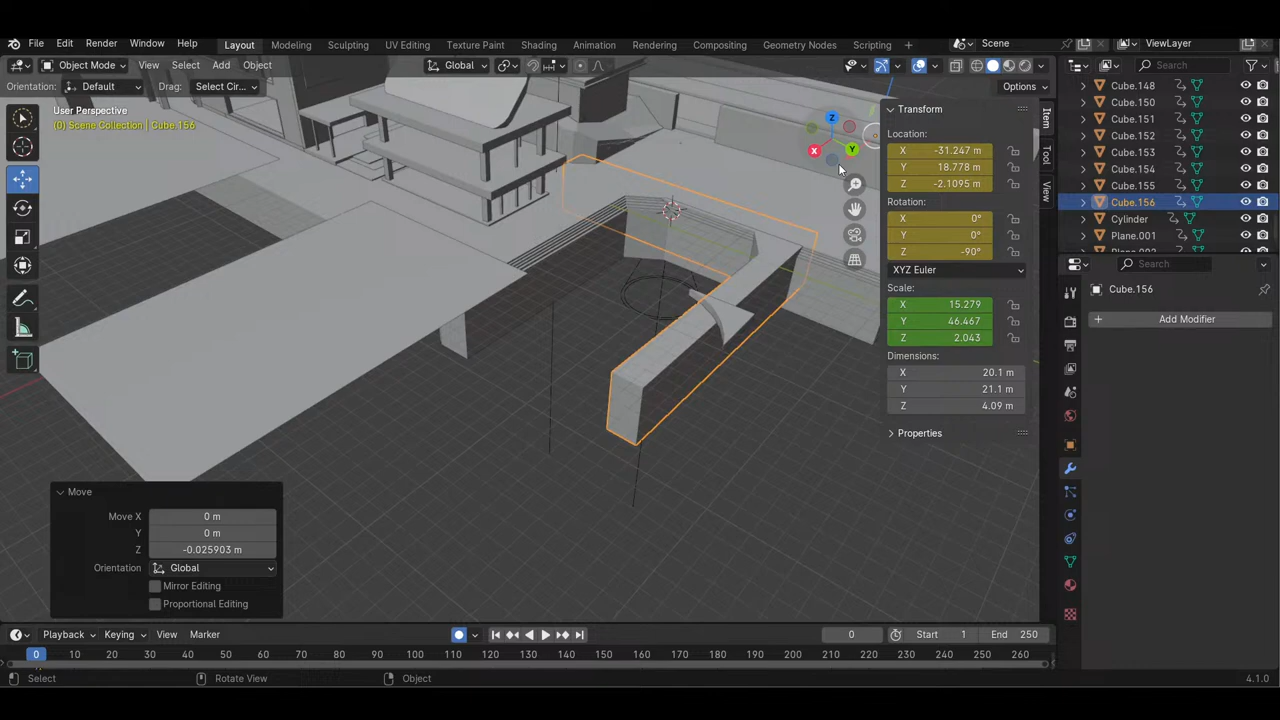 File Edit Render Window Help
Layout Modeling Sculpting UV Editing Texture Paint Shading Animation Rendering Compositing Geometry Nodes Scripting + Scene ViewLayer
Object Mode View Select Add Object Global Search
Orientation: Default Drag: Select Cir... Options
User Perspective
(0) Scene Collection | Cube.156
Z
X
Y
Transform
Location:
X -31.247 m
Y 18.778 m
Z -2.1095 m
Rotation:
X 0°
Y 0°
Z -90°
XYZ Euler
Scale:
X 15.279
Y 46.467
Z 2.043
Dimensions:
X 20.1 m
Y 21.1 m
Z 4.09 m
Properties
Item
Tool
View
Cube.148
Cube.150
Cube.151
Cube.152
Cube.153
Cube.154
Cube.155
Cube.156
Cylinder
Plane.001
Search
Cube.156
+ Add Modifier
Move
Move X 0 m
Y 0 m
Z -0.025903 m
Orientation Global
Mirror Editing
Proportional Editing
Playback Keying View Marker 0 Start 1 End 250
0 10 20 30 40 50 60 70 80 90 100 110 120 130 140 150 160 170 180 190 200 210 220 230 240 250 260
Select Rotate View Object 4.1.0